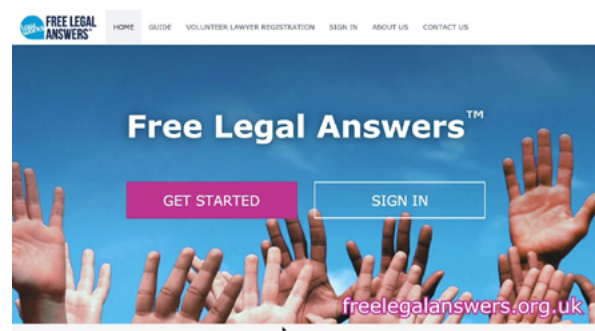 FREE LEGAL
ANSWERS™
HOME GUIDE VOLUNTEER LAWYER REGISTRATION SIGN IN ABOUT US CONTACT US
Free Legal Answers™
GET STARTED SIGN IN
freelegalanswers.org.uk